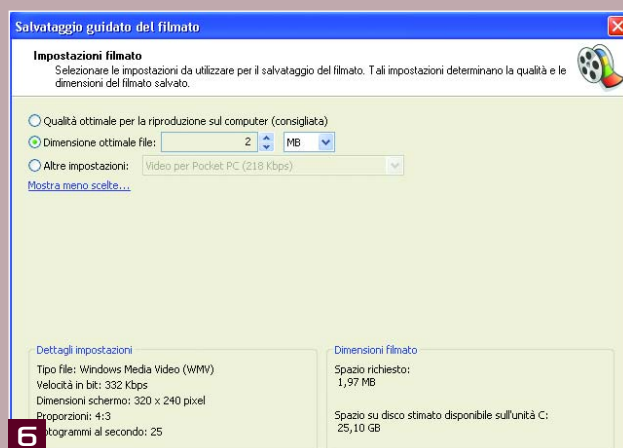 Salvataggio guidato del filmato
Impostazioni filmato
Selezionare le impostazioni da utilizzare per il salvataggio del filmato. Tali impostazioni determinano la qualità e le
dimensioni del filmato salvato.
Qualità ottimale per la riproduzione sul computer (consigliata)
Dimensione ottimale file: 2 MB
Altre impostazioni: Video per Pocket PC (218 Kbps)
Mostra meno scelte...
Dettagli impostazioni
Tipo file: Windows Media Video (WMV)
Velocità in bit: 332 Kbps
Dimensioni schermo: 320 x 240 pixel
Proporzioni: 4:3
otogrammi al secondo: 25
Dimensioni filmato
Spazio richiesto:
1,97 MB
Spazio su disco stimato disponibile sull'unità C:
25,10 GB
6